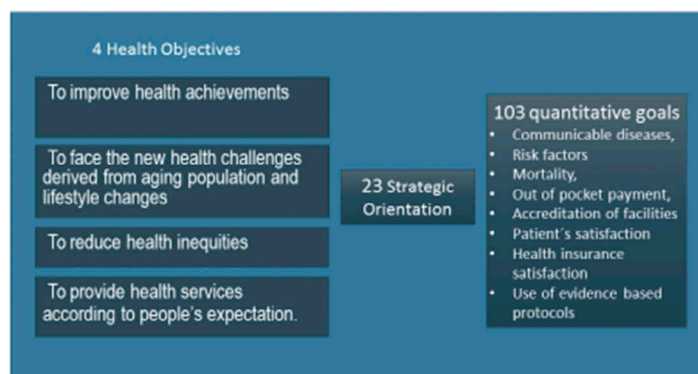 4 Health Objectives
To improve health achievements
To face the new health challenges
derived from aging population and
lifestyle changes
To reduce health inequities
To provide health services
according to people's expectation.
23 Strategic
Orientation
103 quantitative goals
• Communicable diseases,
• Risk factors
• Mortality,
• Out of pocket payment,
• Accreditation of facilities
• Patient´s satisfaction
• Health insurance
satisfaction
• Use of evidence based
protocols